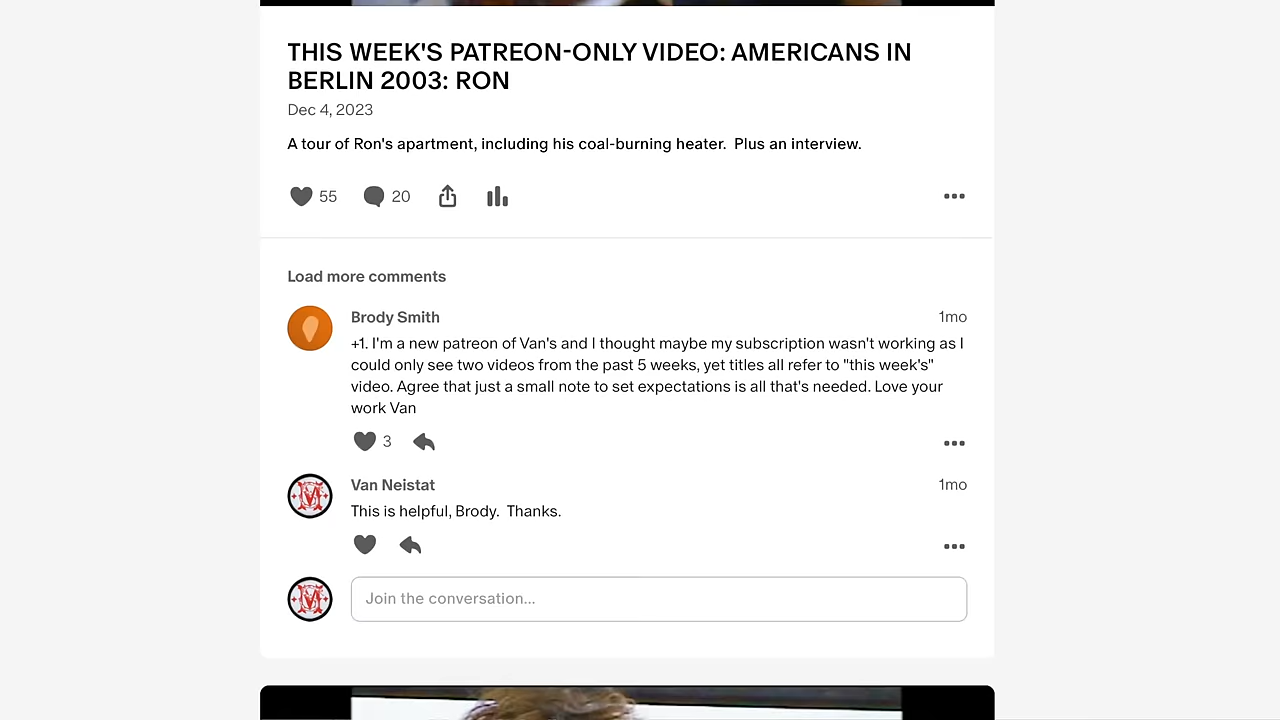 THIS WEEK'S PATREON-ONLY VIDEO: AMERICANS IN
BERLIN 2003: RON
Dec 4, 2023
A tour of Ron's apartment, including his coal-burning heater.  Plus an interview.
55 20
Load more comments
Brody Smith 1mo
+1. I'm a new patreon of Van's and I thought maybe my subscription wasn't working as I
could only see two videos from the past 5 weeks, yet titles all refer to "this week's"
video. Agree that just a small note to set expectations is all that's needed. Love your
work Van
3
Van Neistat 1mo
This is helpful, Brody.  Thanks.
Join the conversation...